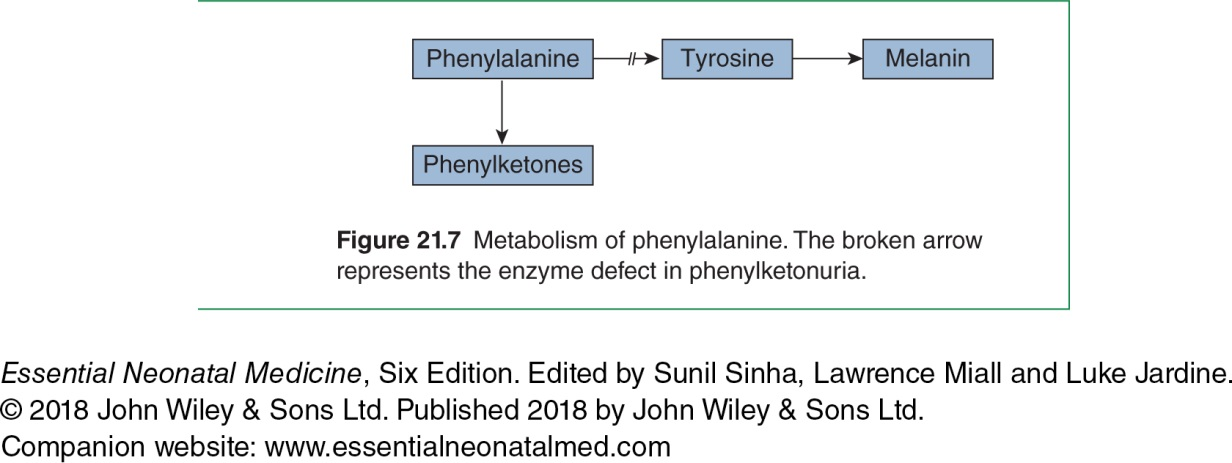 Phenylalanine Tyrosine Melanin
Phenylketones
Figure 21.7 Metabolism of phenylalanine. The broken arrow
represents the enzyme defect in phenylketonuria.
Essential Neonatal Medicine, Six Edition. Edited by Sunil Sinha, Lawrence Miall and Luke Jardine.
© 2018 John Wiley & Sons Ltd. Published 2018 by John Wiley & Sons Ltd.
Companion website: www.essentialneonatalmed.com